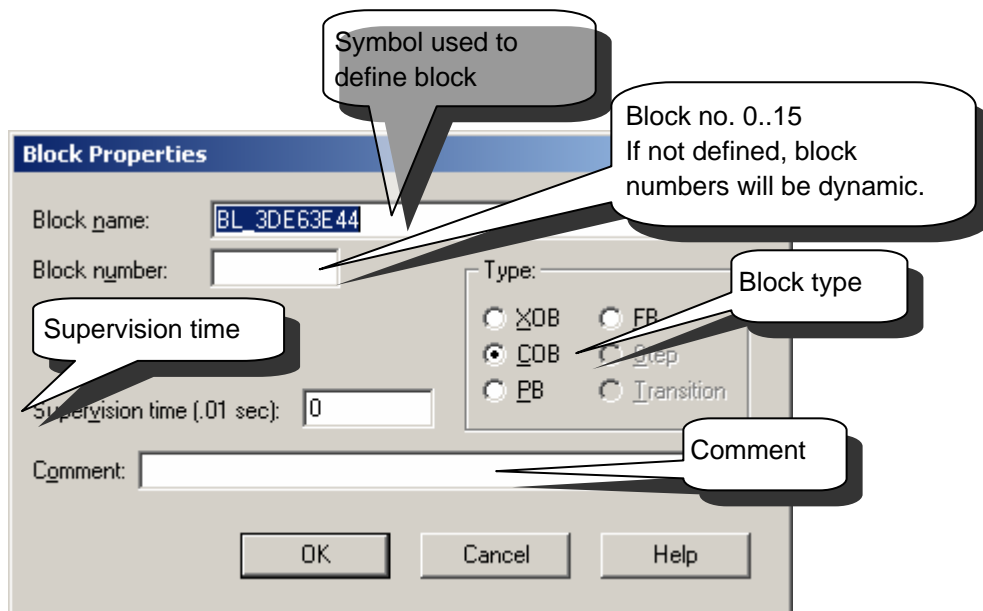 Symbol used to
define block
Block no. 0..15
If not defined, block
numbers will be dynamic.
Block Properties
Block name:
BL_3DE63E44
Block number:
Type:
Block type
XOB
FB
Supervision time
COB
Step
PB
Transition
Supervision time (.01 sec):
0
Comment
Comment:
OK
Cancel
Help